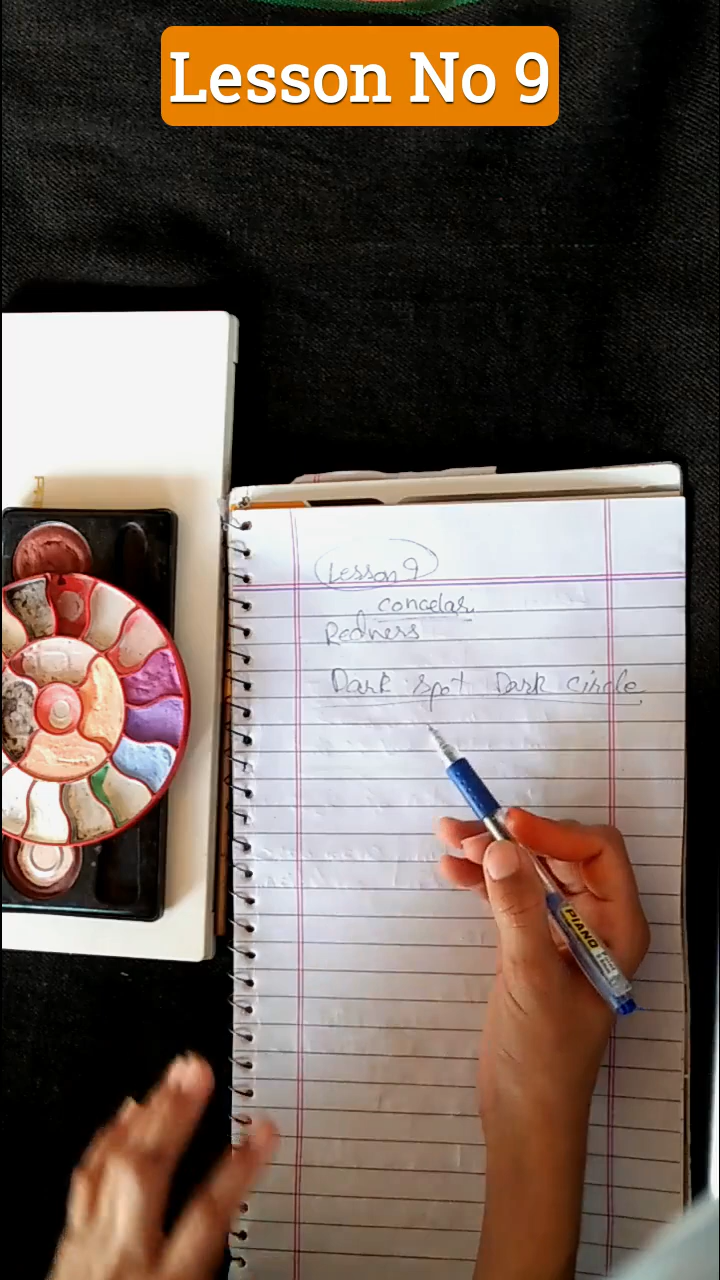 Lesson No 9
Lesson 9
concelar
Redness
Dark spot Dark circle
PIANO